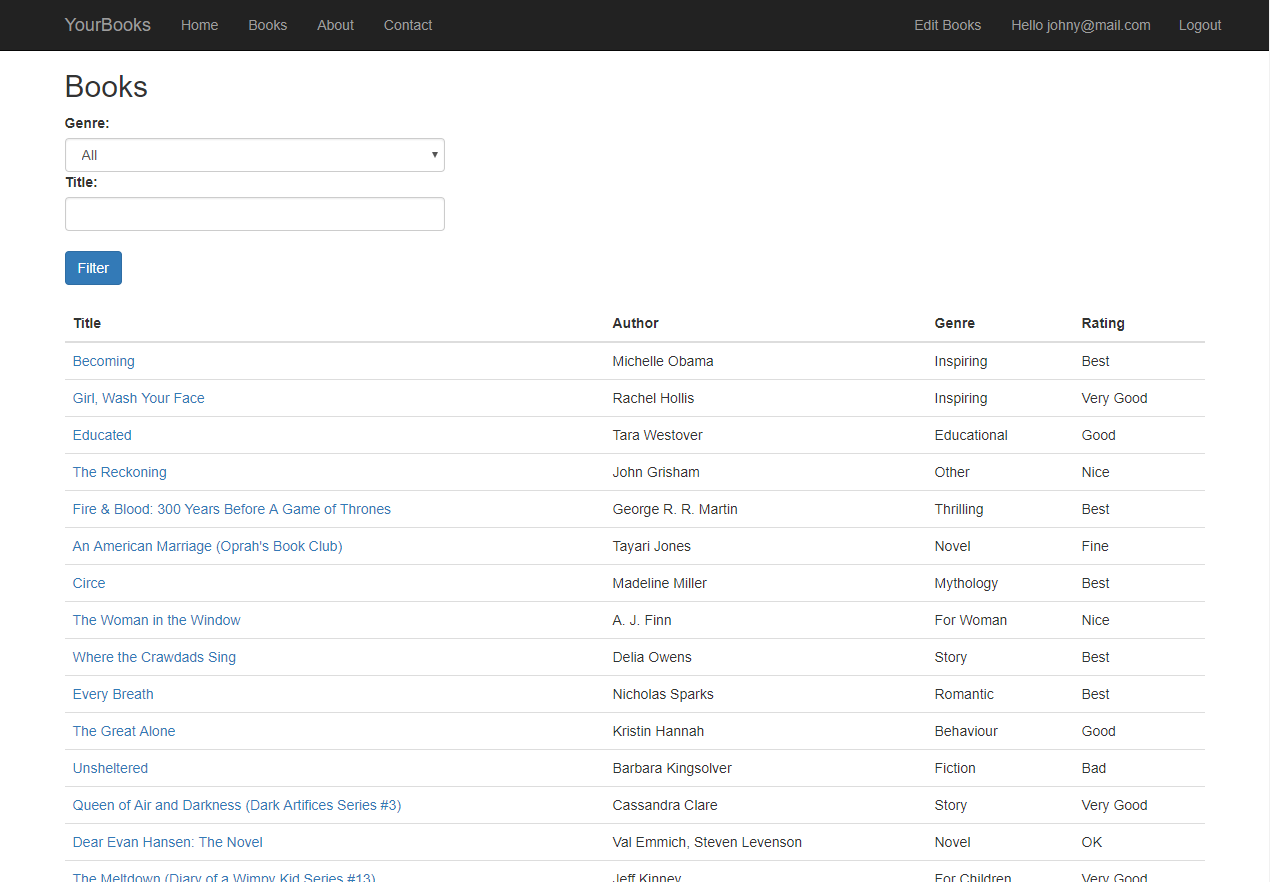 YourBooks Home Books About Contact Edit Books Hello johny@mail.com Logout
Books
Genre:
All
Title:
Filter
Title Author Genre Rating
Becoming Michelle Obama Inspiring Best
Girl, Wash Your Face Rachel Hollis Inspiring Very Good
Educated Tara Westover Educational Good
The Reckoning John Grisham Other Nice
Fire & Blood: 300 Years Before A Game of Thrones George R. R. Martin Thrilling Best
An American Marriage (Oprah's Book Club) Tayari Jones Novel Fine
Circe Madeline Miller Mythology Best
The Woman in the Window A. J. Finn For Woman Nice
Where the Crawdads Sing Delia Owens Story Best
Every Breath Nicholas Sparks Romantic Best
The Great Alone Kristin Hannah Behaviour Good
Unsheltered Barbara Kingsolver Fiction Bad
Queen of Air and Darkness (Dark Artifices Series #3) Cassandra Clare Story Very Good
Dear Evan Hansen: The Novel Val Emmich, Steven Levenson Novel OK
The Meltdown (Diary of a Wimpy Kid Series #13) Jeff Kinney For Children Very Good